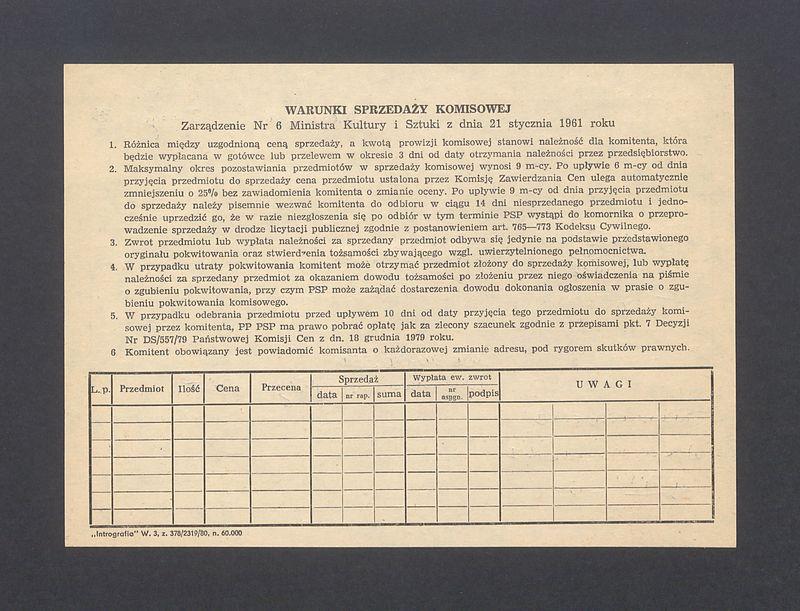 WARUNKI SPRZEDAŻY KOMISOWEJ
Zarządzenie Nr 6 Ministra Kultury i Sztuki z dnia 21 stycznia 1961 roku
1. Różnica między uzgodnioną ceną sprzedaży, a kwotą prowizji komisowej stanowi należność dla komitenta, która
będzie wypłacana w gotówce lub przelewem w okresie 3 dni od daty otrzymania należności przez przedsiębiorstwo.
2. Maksymalny okres pozostawiania przedmiotów w sprzedaży komisowej wynosi 9 m-cy. Po upływie 6 m-cy od dnia
przyjęcia przedmiotu do sprzedaży cena przedmiotu ustalona przez Komisję Zawierdzania Cen ulega automatycznie
zmniejszeniu o 25% bez zawiadomienia komitenta o zmianie oceny. Po upływie 9 m-cy od dnia przyjęcia przedmiotu
do sprzedaży należy pisemnie wezwać komitenta do odbioru w ciągu 14 dni niesprzedanego przedmiotu i jedno-
cześnie uprzedzić go, że w razie niezgłoszenia się po odbiór w tym terminie PSP wystąpi do komornika o przepro-
wadzenie sprzedaży w drodze licytacji publicznej zgodnie z postanowieniem art. 765—773 Kodeksu Cywilnego.
3. Zwrot przedmiotu lub wypłata należności za sprzedany przedmiot odbywa się jedynie na podstawie przedstawionego
oryginału pokwitowania oraz stwierdzenia tożsamości zbywającego wzgl. uwierzytelnionego pełnomocnictwa.
4. W przypadku utraty pokwitowania komitent może otrzymać przedmiot złożony do sprzedaży komisowej, lub wypłatę
należności za sprzedany przedmiot za okazaniem dowodu tożsamości po złożeniu przez niego oświadczenia na piśmie
o zgubieniu pokwitowania, przy czym PSP może zażądać dostarczenia dowodu dokonania ogłoszenia w prasie o zgu-
bieniu pokwitowania komisowego.
5. W przypadku odebrania przedmiotu przed upływem 10 dni od daty przyjęcia tego przedmiotu do sprzedaży komi-
sowej przez komitenta, PP PSP ma prawo pobrać opłatę jak za zlecony szacunek zgodnie z przepisami pkt. 7 Decyzji
Nr DS/557/79 Państwowej Komisji Cen z dn. 18 grudnia 1979 roku.
6 Komitent obowiązany jest powiadomić komisanta o każdorazowej zmianie adresu, pod rygorem skutków prawnych.
L. p. Przedmiot Ilość Cena Przecena Sprzedaż Wypłata ew. zwrot UWAGI
data nr rap. suma data nr asygn. podpis
„Intrografia" W. 3, z. 378/2319/80. n. 60.000